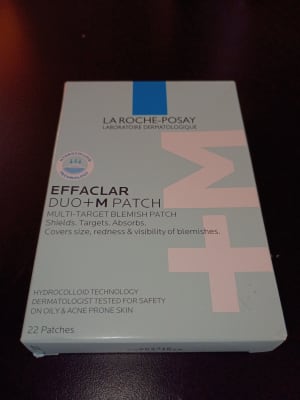 LA ROCHE-POSAY
LABORATOIRE DERMATOLOGIQUE
EFFACLAR
DUO+M PATCH
MULTI-TARGET BLEMISH PATCH
Shields. Targets. Absorbs.
Covers size, redness & visibility of blemishes.
+M
HYDROCOLLOID TECHNOLOGY
DERMATOLOGIST TESTED FOR SAFETY
ON OILY & ACNE PRONE SKIN
22 Patches